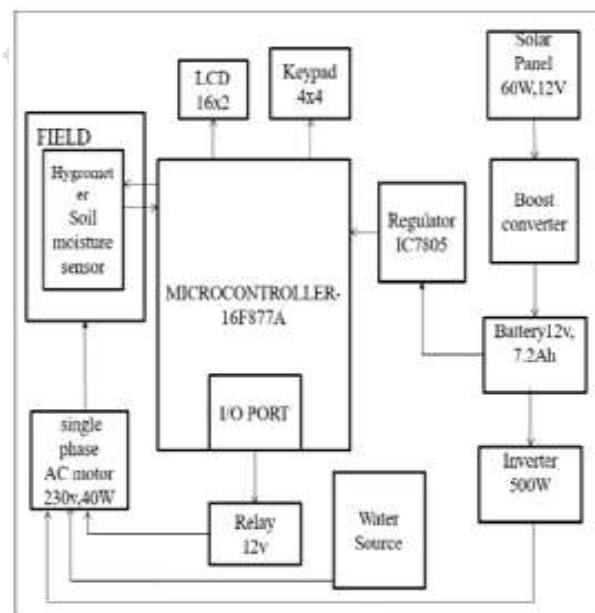 Solar
Panel
60W,12V
LCD
16x2
Keypad
4x4
FIELD
Hygromet
er
Soil
moisture
sensor
Regulator
IC7805
Boost
converter
MICROCONTROLLER-
16F877A
Battery12v,
7.2Ah
I/O PORT
single
phase
AC motor
230v,40W
Relay
12v
Water
Source
Inverter
500W